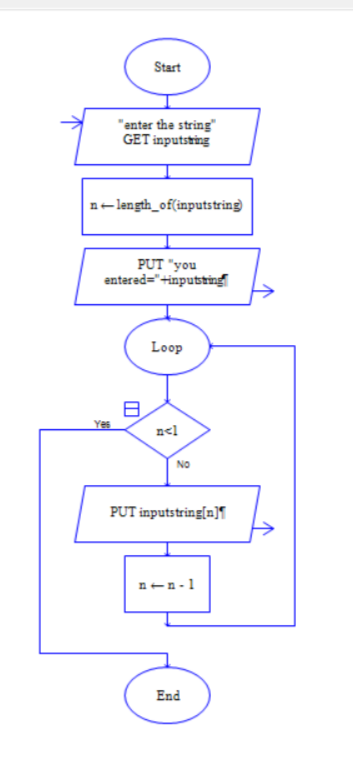 Start
"enter the string"
GET inputstring
n←length_of(inputstring)
PUT "you
entered="+inputstring¶
Loop
Yes
n<1
No
PUT inputstring[n]¶
n ← n - 1
End